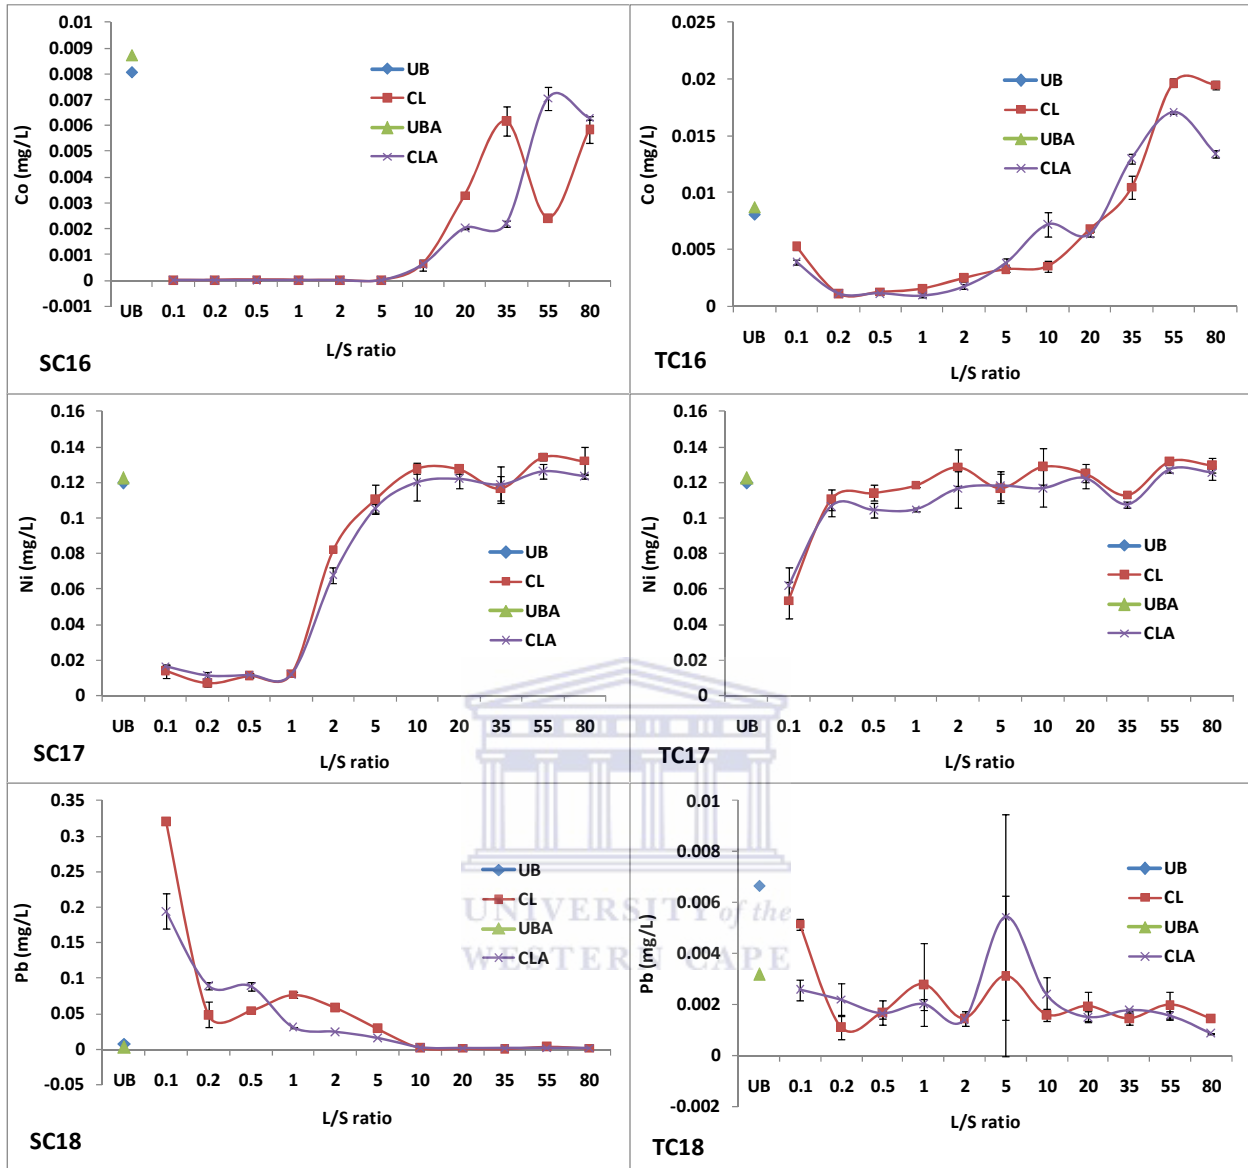 0.01
0.009
0.008
0.007
0.006
0.005
0.004
0.003
0.002
0.001
0
-0.001
Co (mg/L)
UB
CL
UBA
CLA
UB 0.1 0.2 0.5 1 2 5 10 20 35 55 80
L/S ratio
SC16
0.025
0.02
0.015
0.01
0.005
0
Co (mg/L)
UB
CL
UBA
CLA
UB 0.1 0.2 0.5 1 2 5 10 20 35 55 80
L/S ratio
TC16
0.16
0.14
0.12
0.1
0.08
0.06
0.04
0.02
0
Ni (mg/L)
UB
CL
UBA
CLA
UB 0.1 0.2 0.5 1 2 5 10 20 35 55 80
L/S ratio
SC17
0.16
0.14
0.12
0.1
0.08
0.06
0.04
0.02
0
Ni (mg/L)
UB
CL
UBA
CLA
UB 0.1 0.2 0.5 1 2 5 10 20 35 55 80
L/S ratio
TC17
0.35
0.3
0.25
0.2
0.15
0.1
0.05
0
-0.05
Pb (mg/L)
UB
CL
UBA
CLA
UB 0.1 0.2 0.5 1 2 5 10 20 35 55 80
L/S ratio
SC18
0.01
0.008
0.006
0.004
0.002
0
-0.002
Pb (mg/L)
UB
CL
UBA
CLA
UB 0.1 0.2 0.5 1 2 5 10 20 35 55 80
L/S ratio
TC18
UNIVERSITY of the
WESTERN CAPE